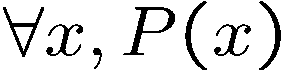 ∀x, P(x)